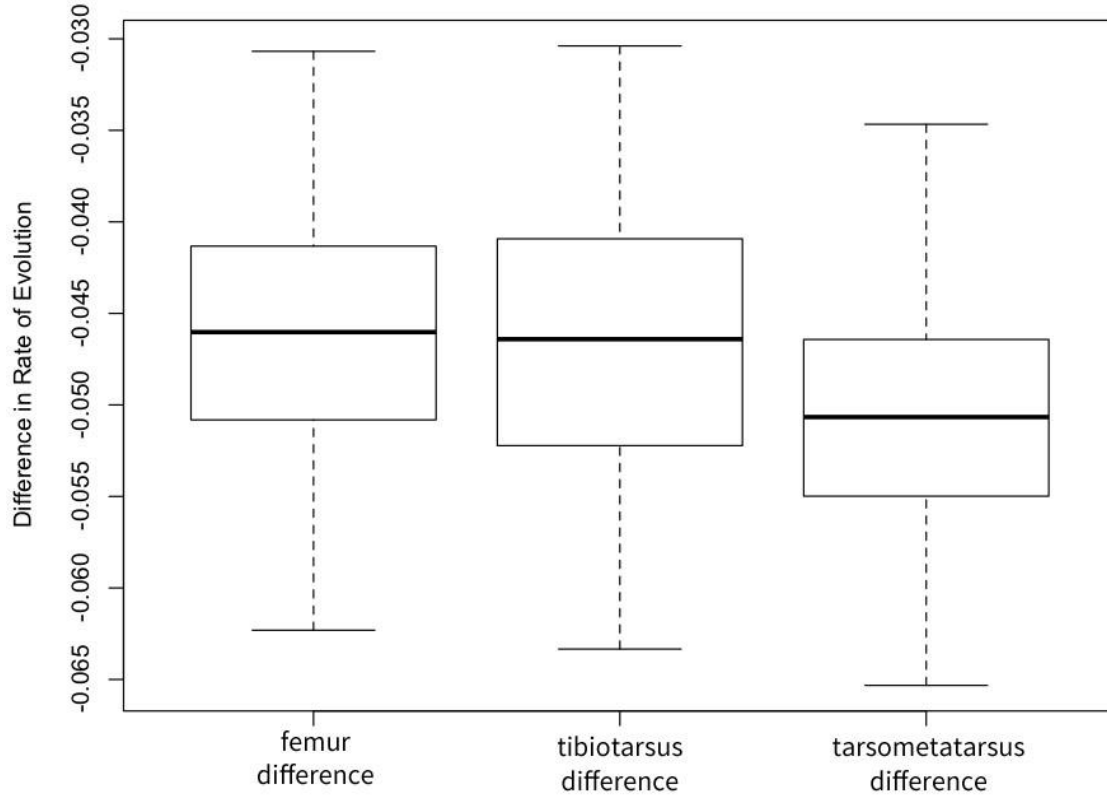 Difference in Rate of Evolution
-0.030
-0.035
-0.040
-0.045
-0.050
-0.055
-0.060
-0.065
femur
difference
tibiotarsus
difference
tarsometatarsus
difference